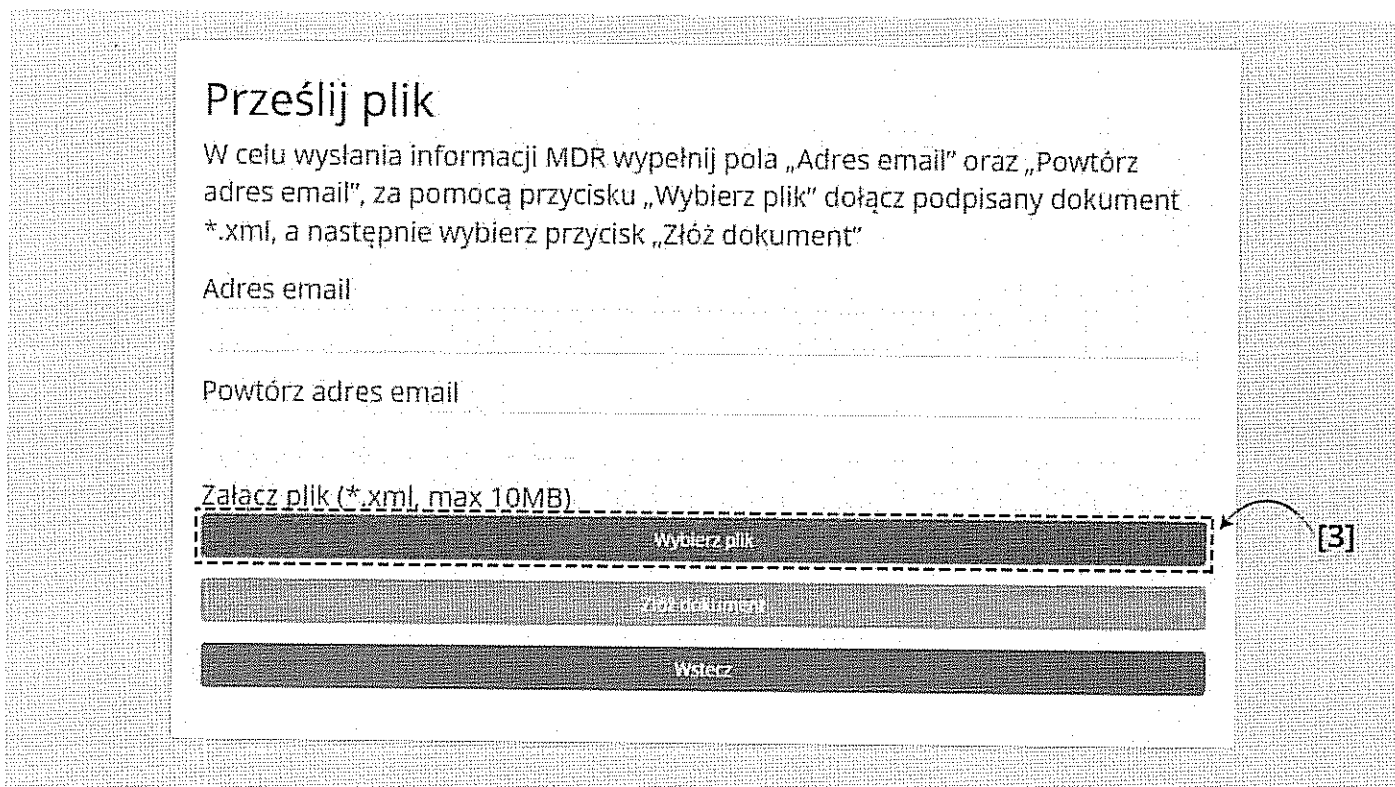 Prześlij plik
W celu wysłania informacji MDR wypełnij pola „Adres email” oraz „Powtórz
adres email”, za pomocą przycisku „Wybierz plik” dołącz podpisany dokument
*.xml, a następnie wybierz przycisk „Złóż dokument”
Adres email
Powtórz adres email
Załącz plik (*.xml, max 10MB)
Wybierz plik
[3]
Złóż dokument
Wstecz